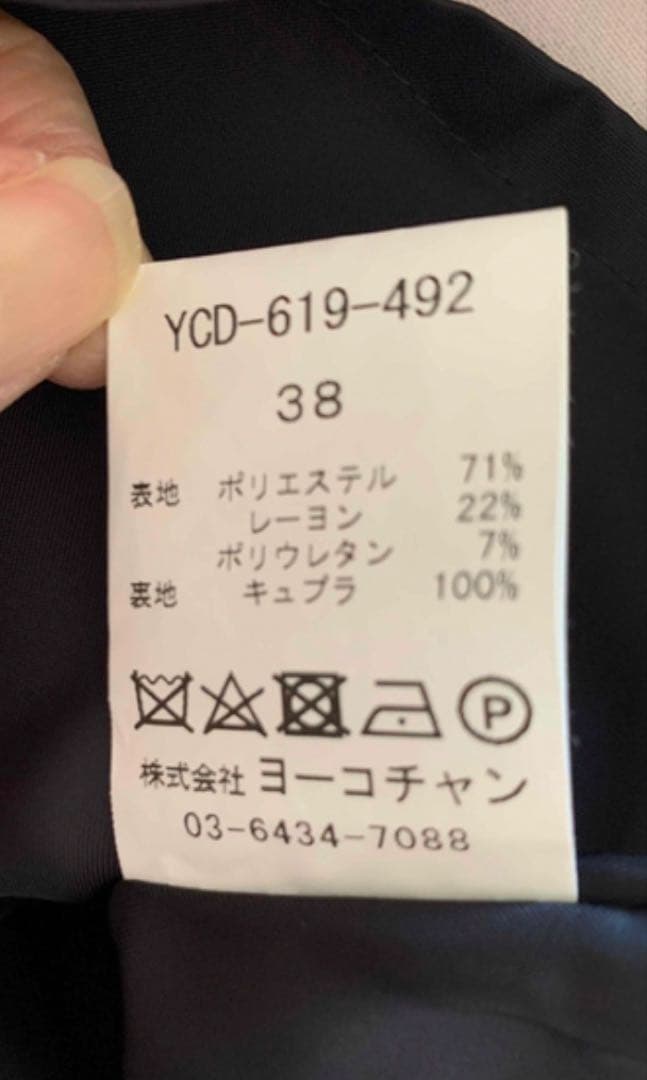 YCD-619-492
38
表地 ポリエステル 71%
レーヨン 22%
ポリウレタン 7%
裏地 キュプラ 100%
P
株式会社 ヨーコチャン
03-6434-7088